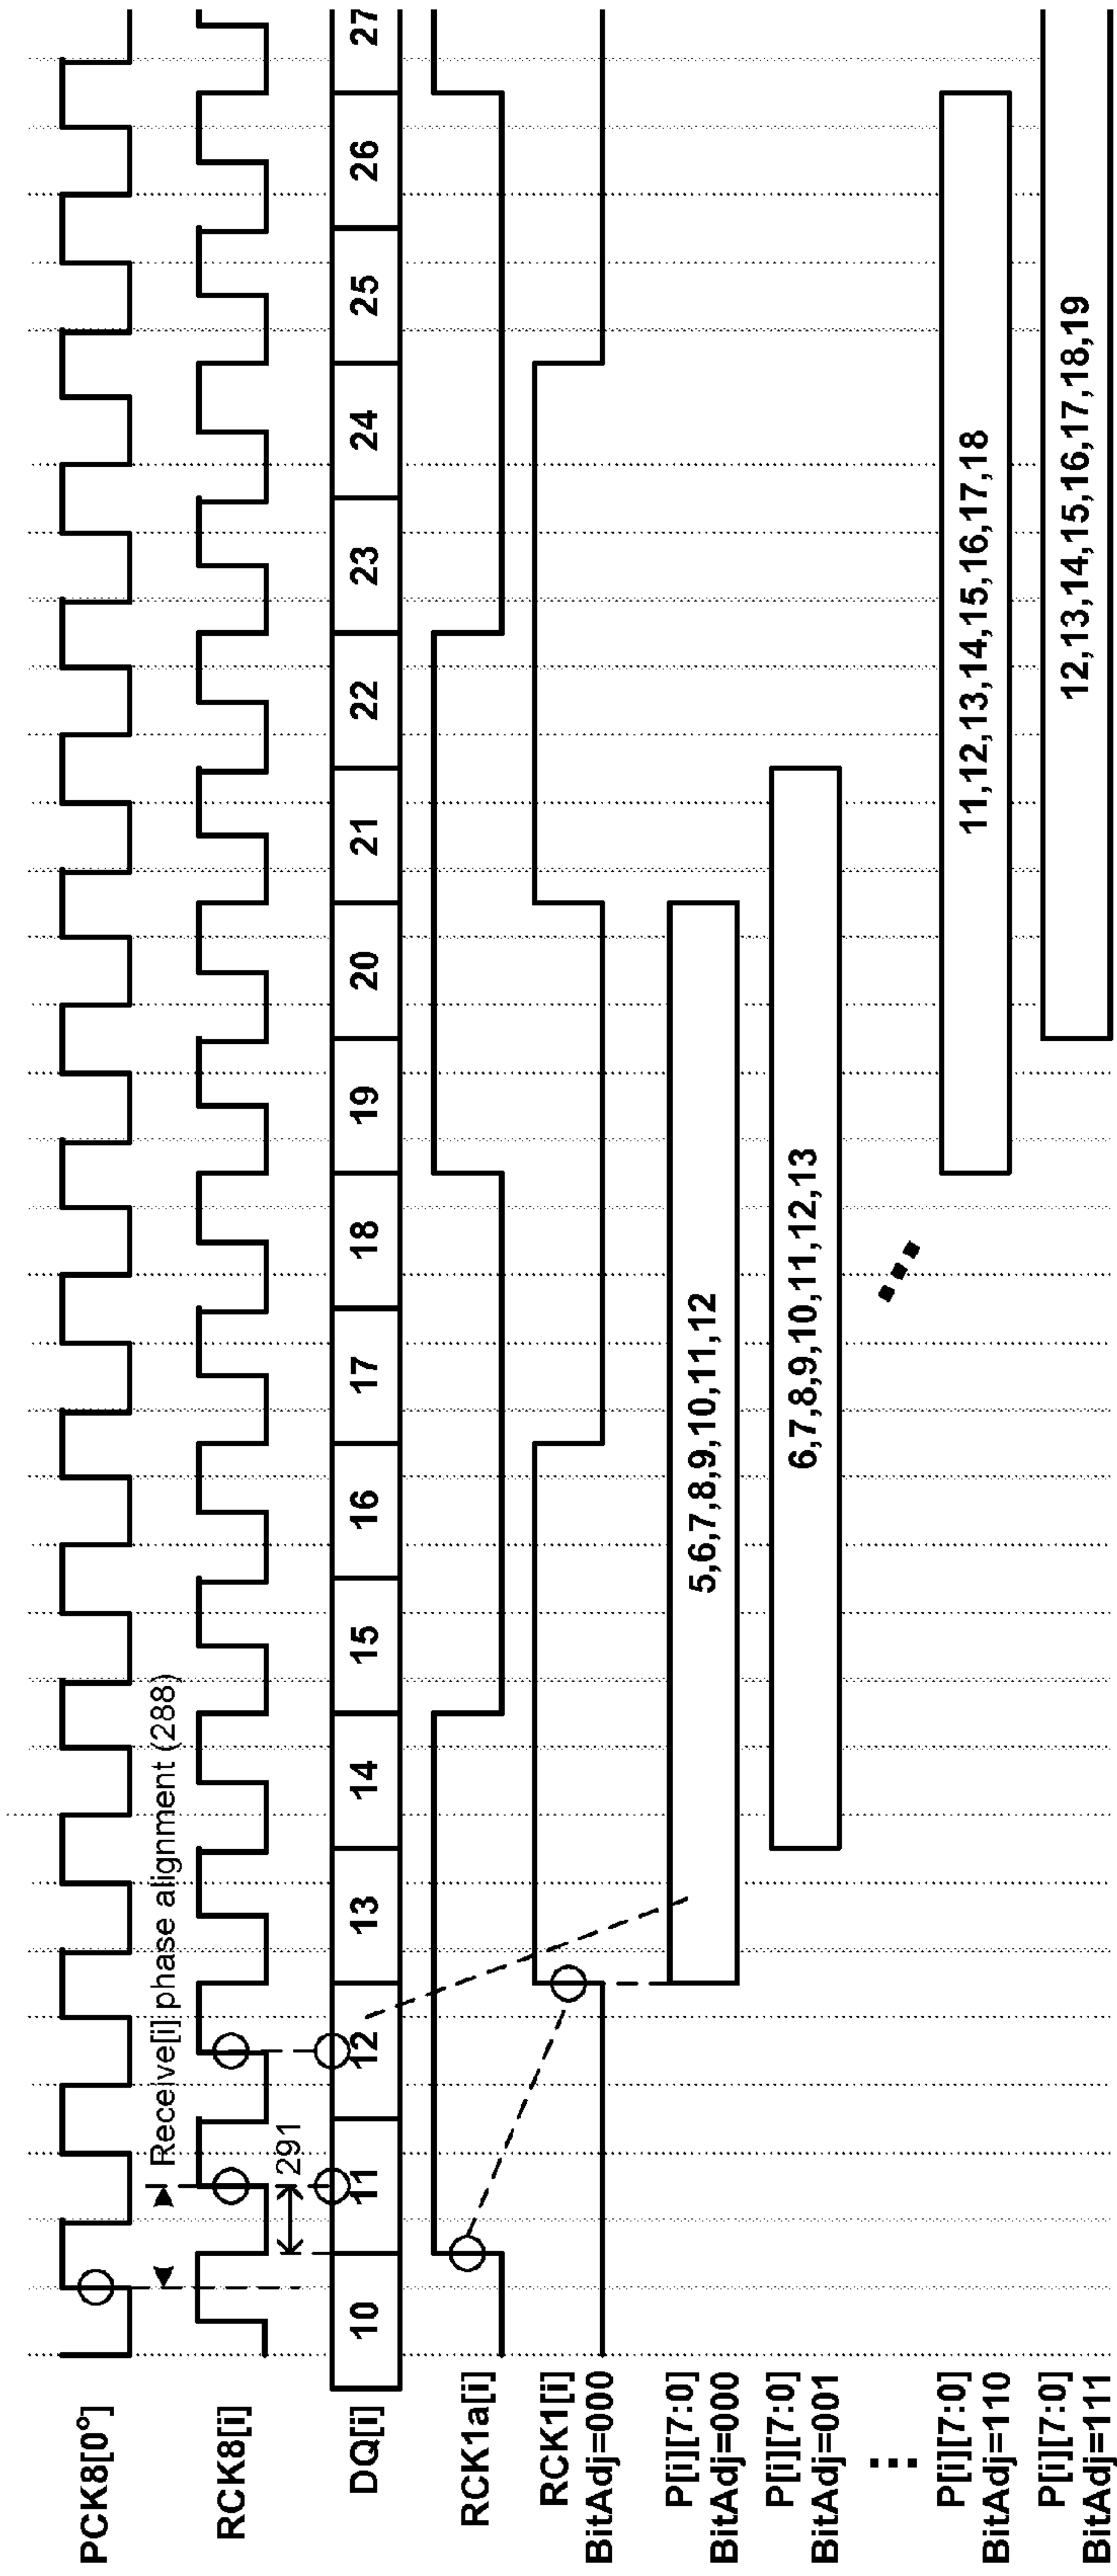 PCK8[0°]
Receive[i] phase alignment (288)
RCK8[i]
291
DQ[i]
10 11 12 13 14 15 16 17 18 19 20 21 22 23 24 25 26 27
RCK1a[i]
RCK1[i]
BitAdj=000
P[i][7:0]
BitAdj=000
5,6,7,8,9,10,11,12
P[i][7:0]
BitAdj=001
6,7,8,9,10,11,12,13
P[i][7:0]
BitAdj=110
11,12,13,14,15,16,17,18
P[i][7:0]
BitAdj=111
12,13,14,15,16,17,18,19